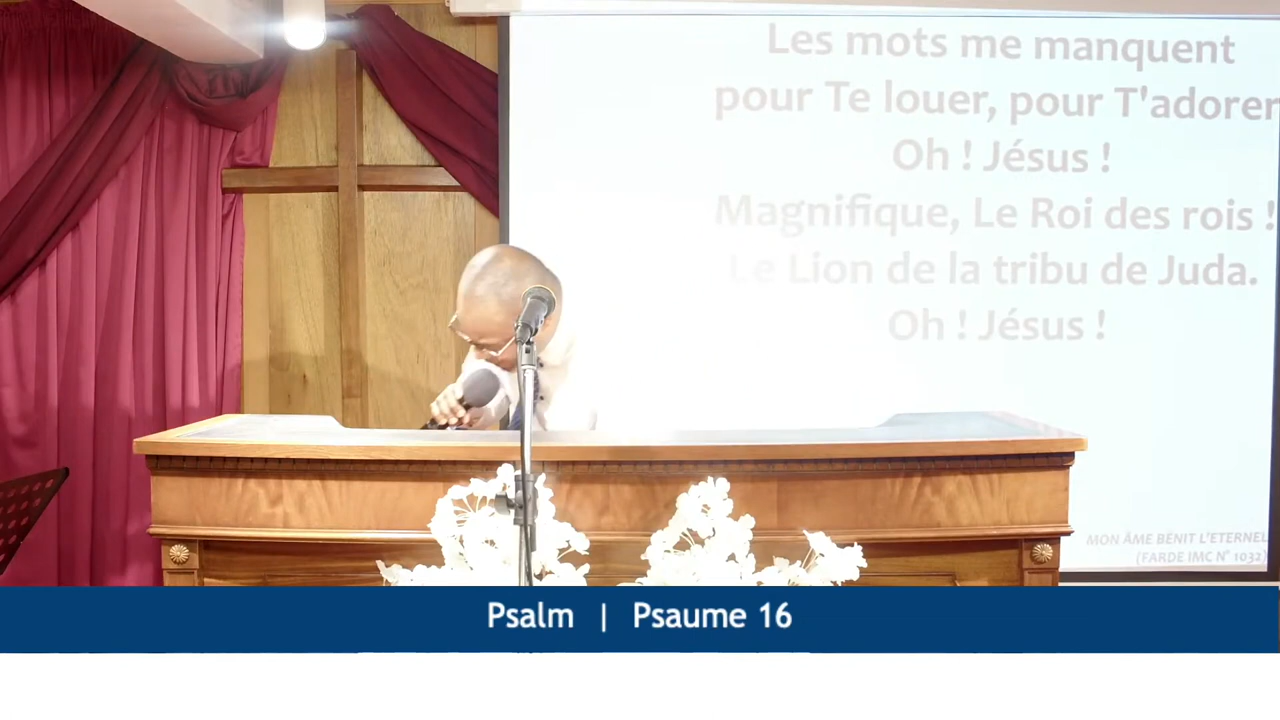 Les mots me manquent
pour Te louer, pour T'adorer
Oh ! Jésus !
Magnifique, Le Roi des rois !
Le Lion de la tribu de Juda.
Oh ! Jésus !
MON ÂME BÉNIT L'ETERNEL
(FARDE IMC N° 1032)
Psalm | Psaume 16